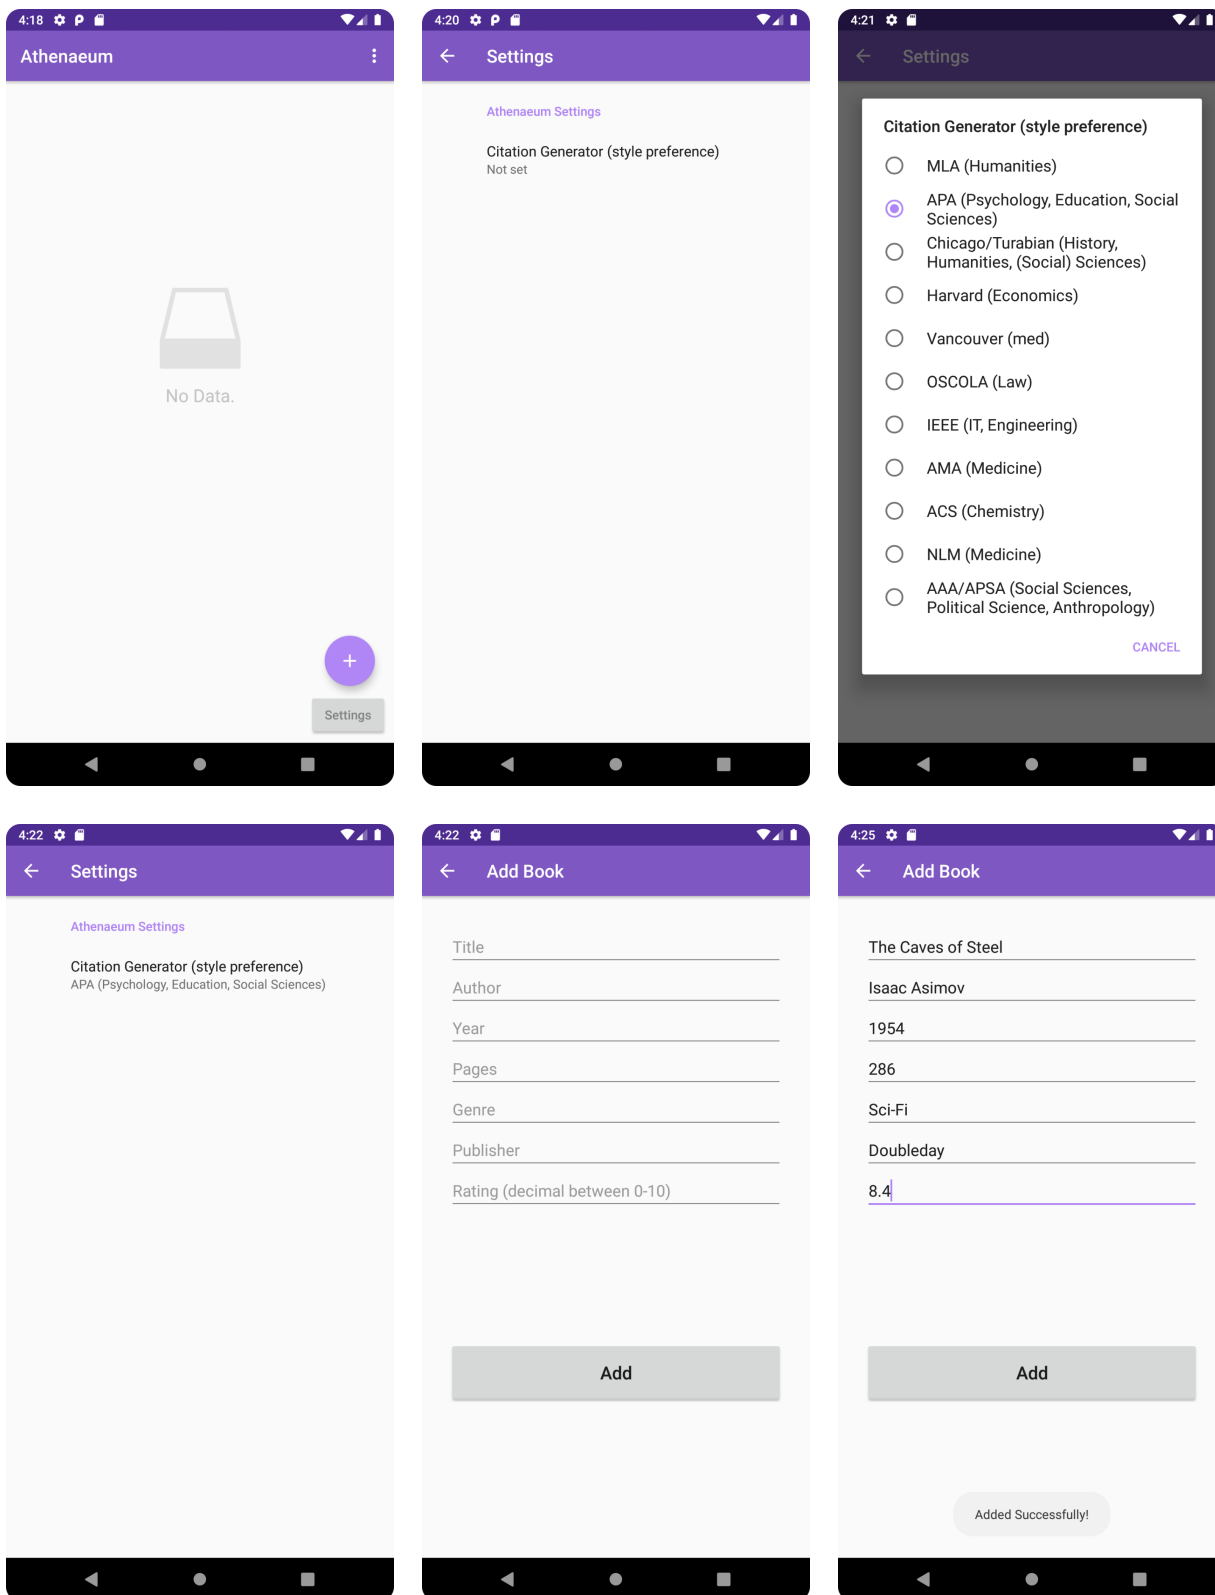 4:18
Athenaeum
No Data.
+
Settings
4:20
Settings
Athenaeum Settings
Citation Generator (style preference)
Not set
4:21
Settings
Citation Generator (style preference)
MLA (Humanities)
APA (Psychology, Education, Social
Sciences)
Chicago/Turabian (History,
Humanities, (Social) Sciences)
Harvard (Economics)
Vancouver (med)
OSCOLA (Law)
IEEE (IT, Engineering)
AMA (Medicine)
ACS (Chemistry)
NLM (Medicine)
AAA/APSA (Social Sciences,
Political Science, Anthropology)
CANCEL
4:22
Settings
Athenaeum Settings
Citation Generator (style preference)
APA (Psychology, Education, Social Sciences)
4:22
Add Book
Title
Author
Year
Pages
Genre
Publisher
Rating (decimal between 0-10)
Add
4:25
Add Book
The Caves of Steel
Isaac Asimov
1954
286
Sci-Fi
Doubleday
8.4
Add
Added Successfully!